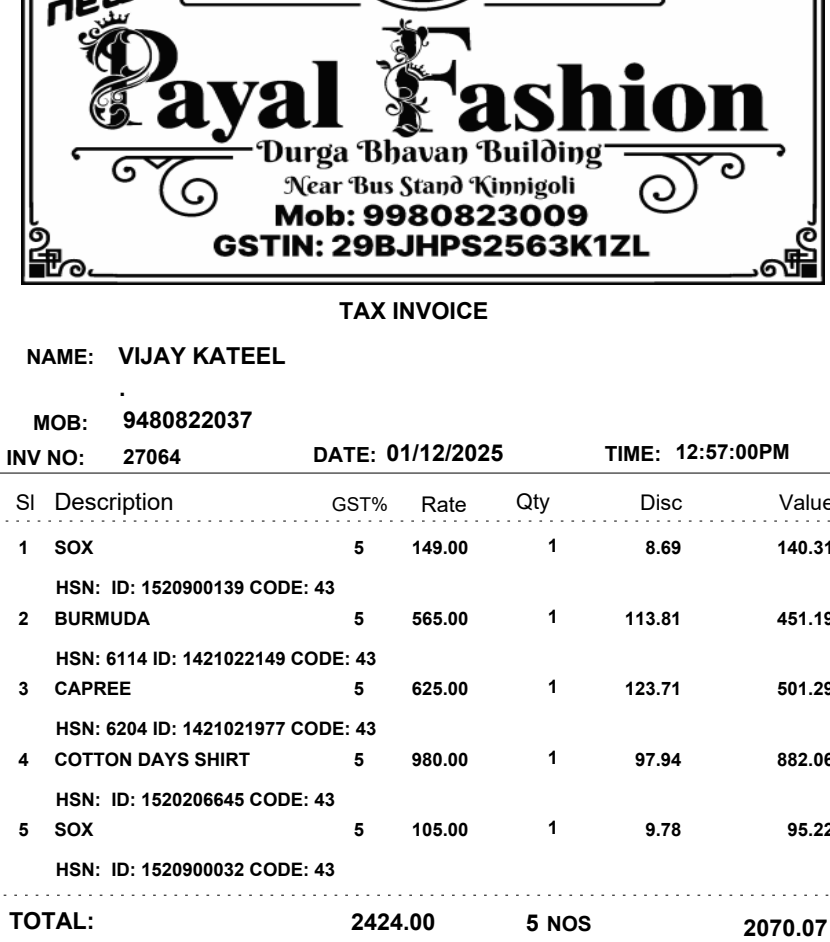 new
Payal Fashion
Durga Bhavan Building
Near Bus Stand Kinnigoli
Mob: 9980823009
GSTIN: 29BJHPS2563K1ZL
TAX INVOICE
NAME: VIJAY KATEEL
.
MOB: 9480822037
INV NO: 27064 DATE: 01/12/2025 TIME: 12:57:00PM
Sl Description GST% Rate Qty Disc Value
1 SOX 5 149.00 1 8.69 140.31
HSN: ID: 1520900139 CODE: 43
2 BURMUDA 5 565.00 1 113.81 451.19
HSN: 6114 ID: 1421022149 CODE: 43
3 CAPREE 5 625.00 1 123.71 501.29
HSN: 6204 ID: 1421021977 CODE: 43
4 COTTON DAYS SHIRT 5 980.00 1 97.94 882.06
HSN: ID: 1520206645 CODE: 43
5 SOX 5 105.00 1 9.78 95.22
HSN: ID: 1520900032 CODE: 43
TOTAL: 2424.00 5 NOS 2070.07